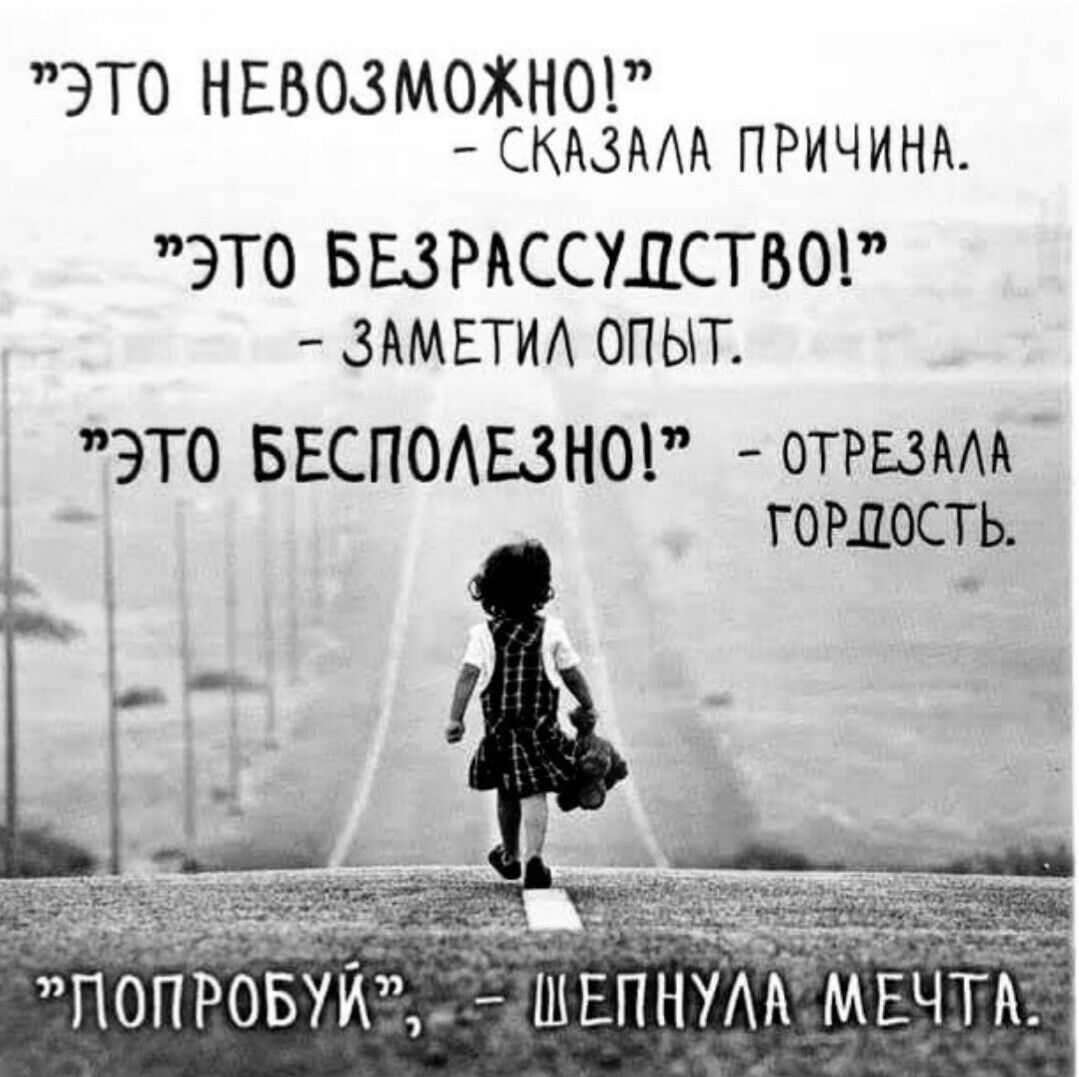 ”ЭТО НЕВОЗМОЖНО!”
- СКАЗАЛА ПРИЧИНА.
”ЭТО БЕЗРАССУДСТВО!”
- ЗАМЕТИЛ ОПЫТ.
”ЭТО БЕСПОЛЕЗНО!” - ОТРЕЗАЛА
ГОРДОСТЬ.
”ПОПРОБУЙ”, - ШЕПНУЛА МЕЧТА.